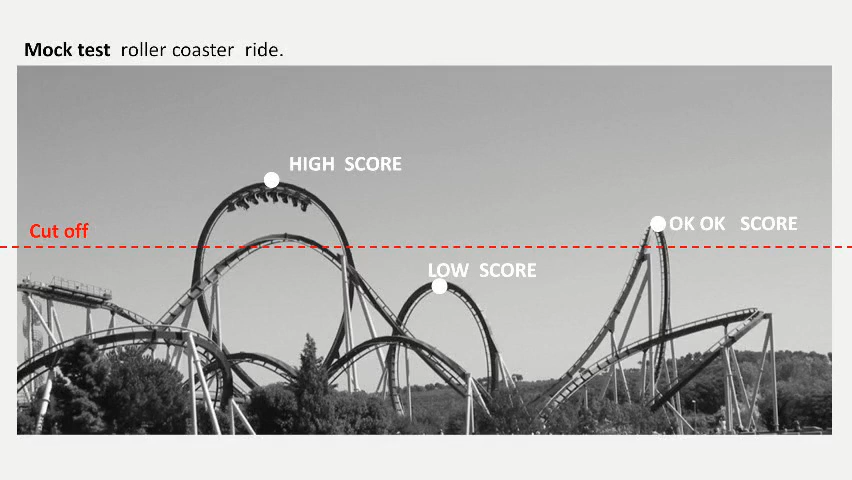 Mock test roller coaster ride.
HIGH SCORE
Cut off
OK OK SCORE
LOW SCORE